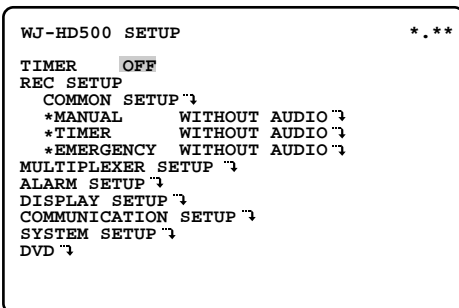 WJ-HD500 SETUP *.**
TIMER OFF
REC SETUP
COMMON SETUP
*MANUAL WITHOUT AUDIO
*TIMER WITHOUT AUDIO
*EMERGENCY WITHOUT AUDIO
MULTIPLEXER SETUP
ALARM SETUP
DISPLAY SETUP
COMMUNICATION SETUP
SYSTEM SETUP
DVD